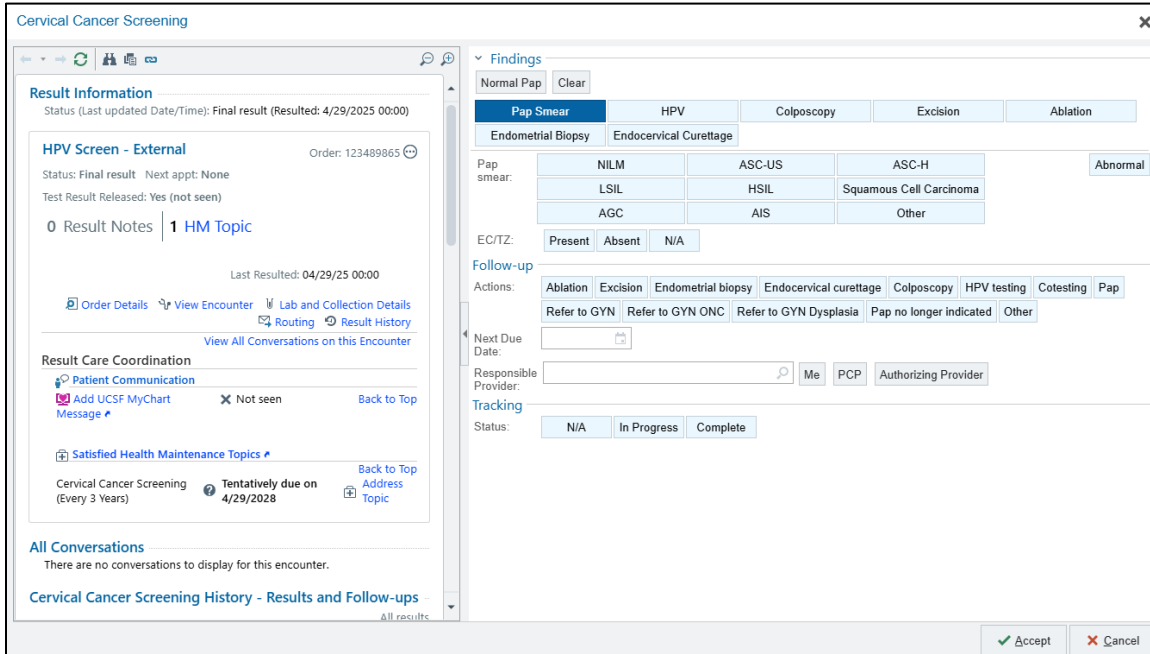 Cervical Cancer Screening
Result Information
Status (Last updated Date/Time): Final result (Resulted: 4/29/2025 00:00)
HPV Screen - External
Order: 123489865
Status: Final result Next appt: None
Test Result Released: Yes (not seen)
0 Result Notes 1 HM Topic
Last Resulted: 04/29/25 00:00
Order Details View Encounter Lab and Collection Details
Routing Result History
View All Conversations on this Encounter
Result Care Coordination
Patient Communication
Add UCSF MyChart Message
Not seen
Back to Top
Satisfied Health Maintenance Topics
Back to Top
Cervical Cancer Screening (Every 3 Years)
Tentatively due on 4/29/2028
Address Topic
All Conversations
There are no conversations to display for this encounter.
Cervical Cancer Screening History - Results and Follow-ups
All results
Findings
Normal Pap Clear
Pap Smear HPV Colposcopy Excision Ablation
Endometrial Biopsy Endocervical Curettage
Pap smear:
NILM ASC-US ASC-H Abnormal
LSIL HSIL Squamous Cell Carcinoma
AGC AIS Other
EC/TZ: Present Absent N/A
Follow-up
Actions: Ablation Excision Endometrial biopsy Endocervical curettage Colposcopy HPV testing Cotesting Pap
Refer to GYN Refer to GYN ONC Refer to GYN Dysplasia Pap no longer indicated Other
Next Due Date:
Responsible Provider: Me PCP Authorizing Provider
Tracking
Status: N/A In Progress Complete
Accept Cancel